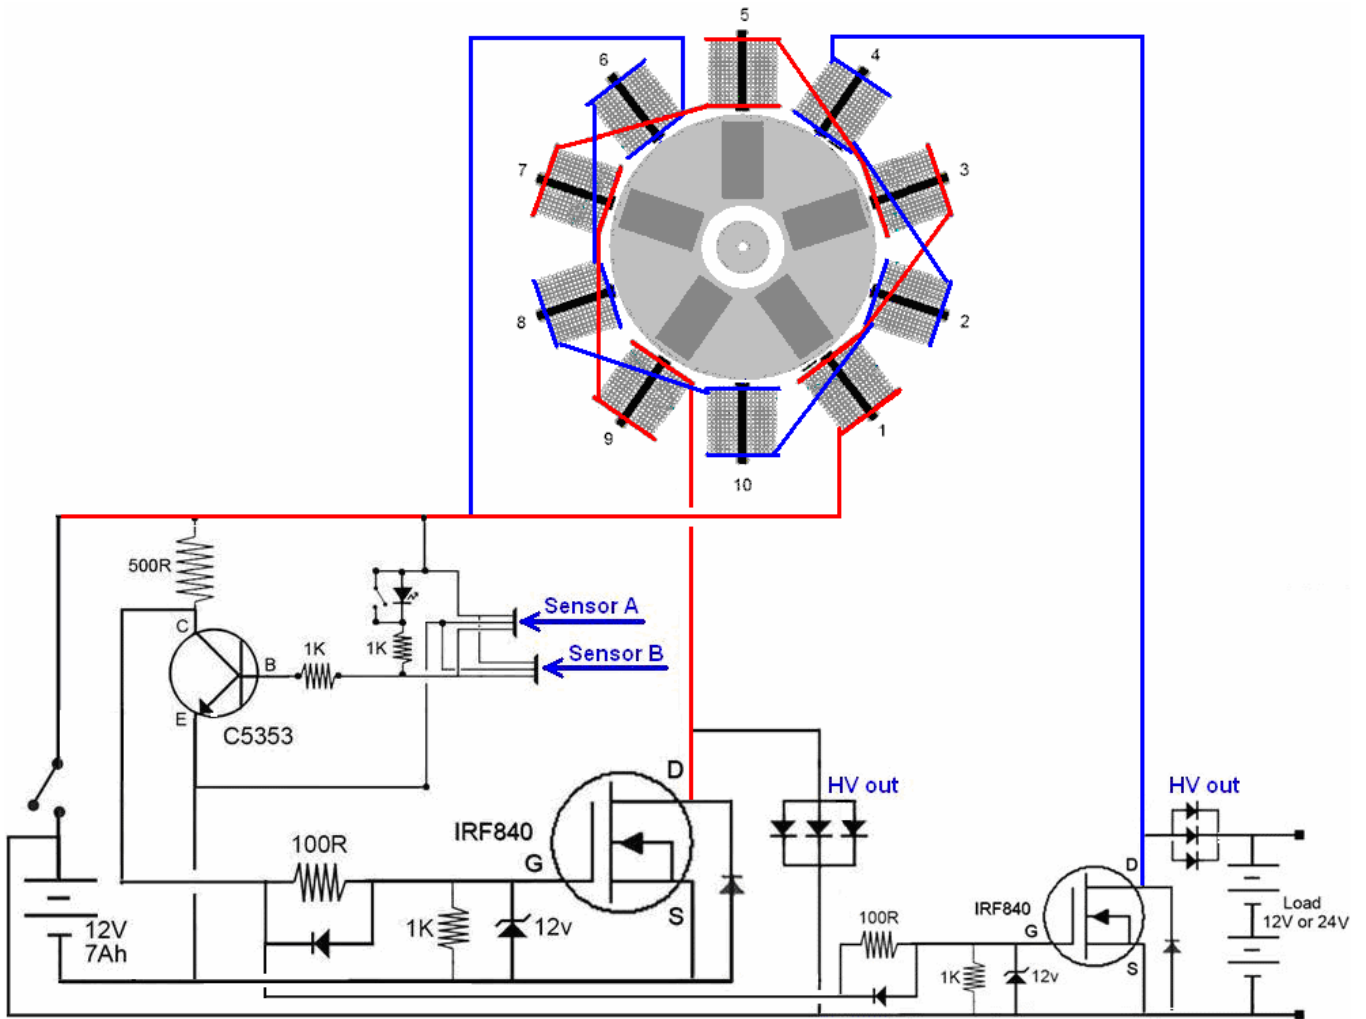 5
6
4
7
3
8
2
9
1
10
500R
C
B
E
1K
1K
C5353
Sensor A
Sensor B
D
HV out
HV out
IRF840
100R
G
S
1K
12v
12V
7Ah
D
IRF840
100R
G
S
1K
12v
Load
12V or 24V